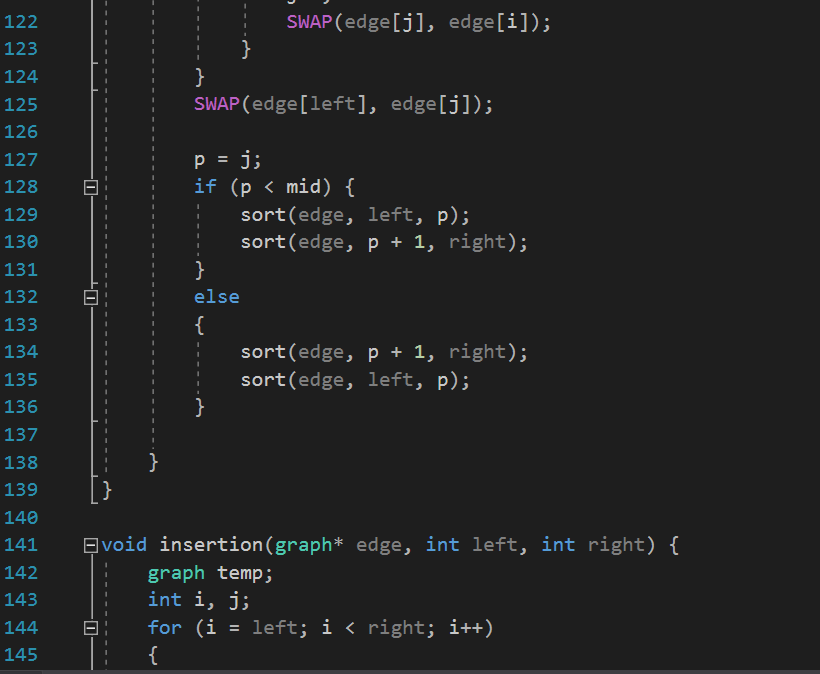 122 SWAP(edge[j], edge[i]);
123 }
124 }
125 SWAP(edge[left], edge[j]);
126
127 p = j;
128 if (p < mid) {
129 sort(edge, left, p);
130 sort(edge, p + 1, right);
131 }
132 else
133 {
134 sort(edge, p + 1, right);
135 sort(edge, left, p);
136 }
137
138 }
139 }
140
141 void insertion(graph* edge, int left, int right) {
142 graph temp;
143 int i, j;
144 for (i = left; i < right; i++)
145 {